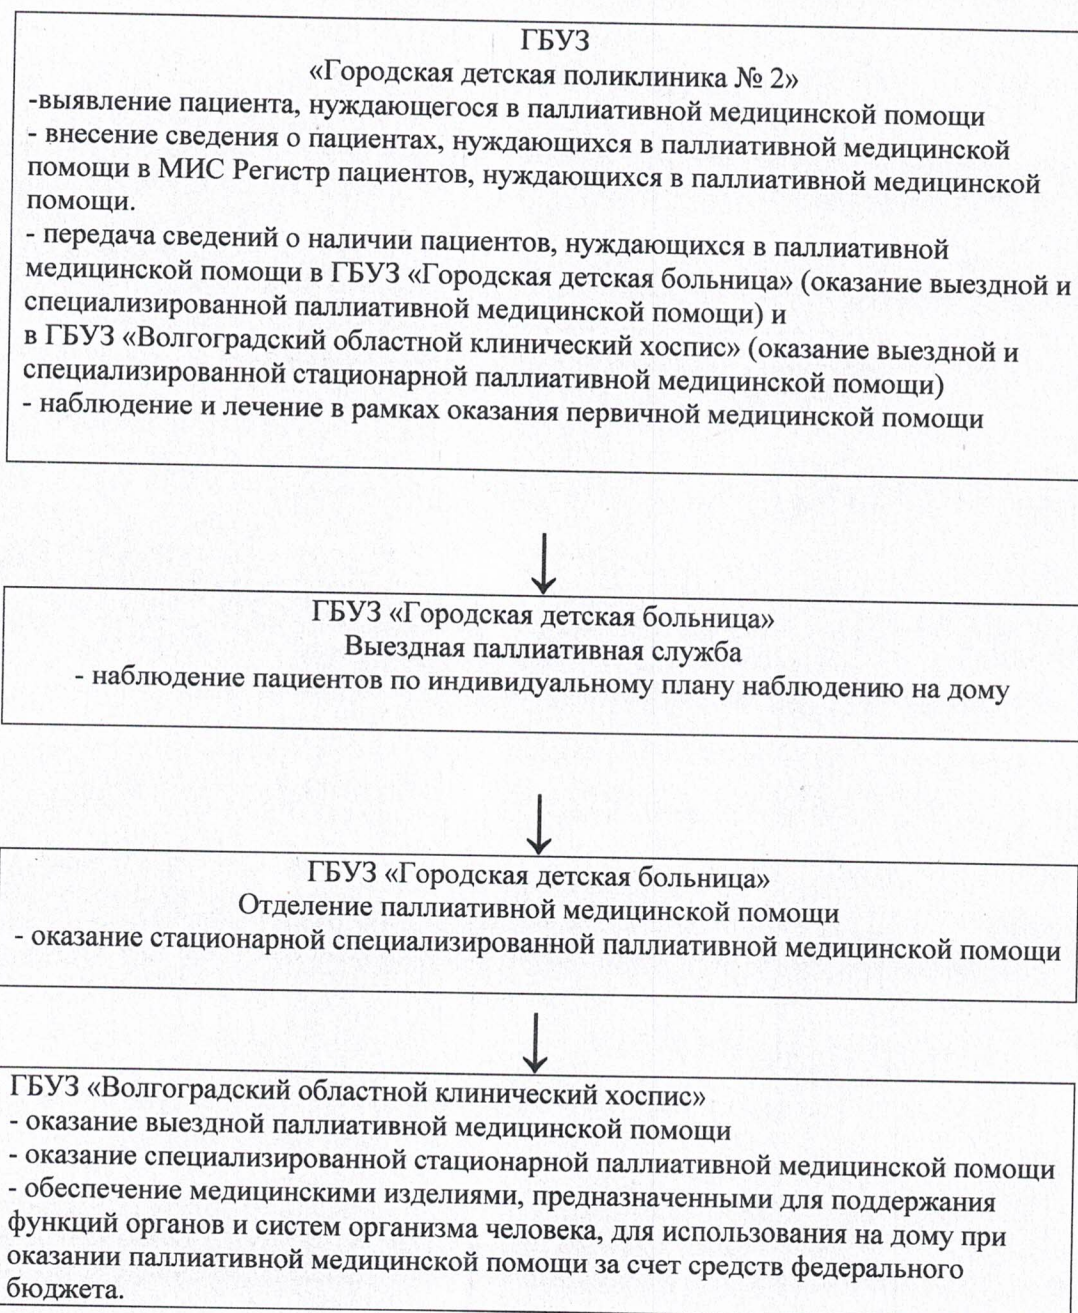 ГБУЗ
«Городская детская поликлиника № 2»
-выявление пациента, нуждающегося в паллиативной медицинской помощи
- внесение сведения о пациентах, нуждающихся в паллиативной медицинской
помощи в МИС Регистр пациентов, нуждающихся в паллиативной медицинской
помощи.
- передача сведений о наличии пациентов, нуждающихся в паллиативной
медицинской помощи в ГБУЗ «Городская детская больница» (оказание выездной и
специализированной паллиативной медицинской помощи) и
в ГБУЗ «Волгоградский областной клинический хоспис» (оказание выездной и
специализированной стационарной паллиативной медицинской помощи)
- наблюдение и лечение в рамках оказания первичной медицинской помощи
ГБУЗ «Городская детская больница»
Выездная паллиативная служба
- наблюдение пациентов по индивидуальному плану наблюдению на дому
ГБУЗ «Городская детская больница»
Отделение паллиативной медицинской помощи
- оказание стационарной специализированной паллиативной медицинской помощи
ГБУЗ «Волгоградский областной клинический хоспис»
- оказание выездной паллиативной медицинской помощи
- оказание специализированной стационарной паллиативной медицинской помощи
- обеспечение медицинскими изделиями, предназначенными для поддержания
функций органов и систем организма человека, для использования на дому при
оказании паллиативной медицинской помощи за счет средств федерального
бюджета.